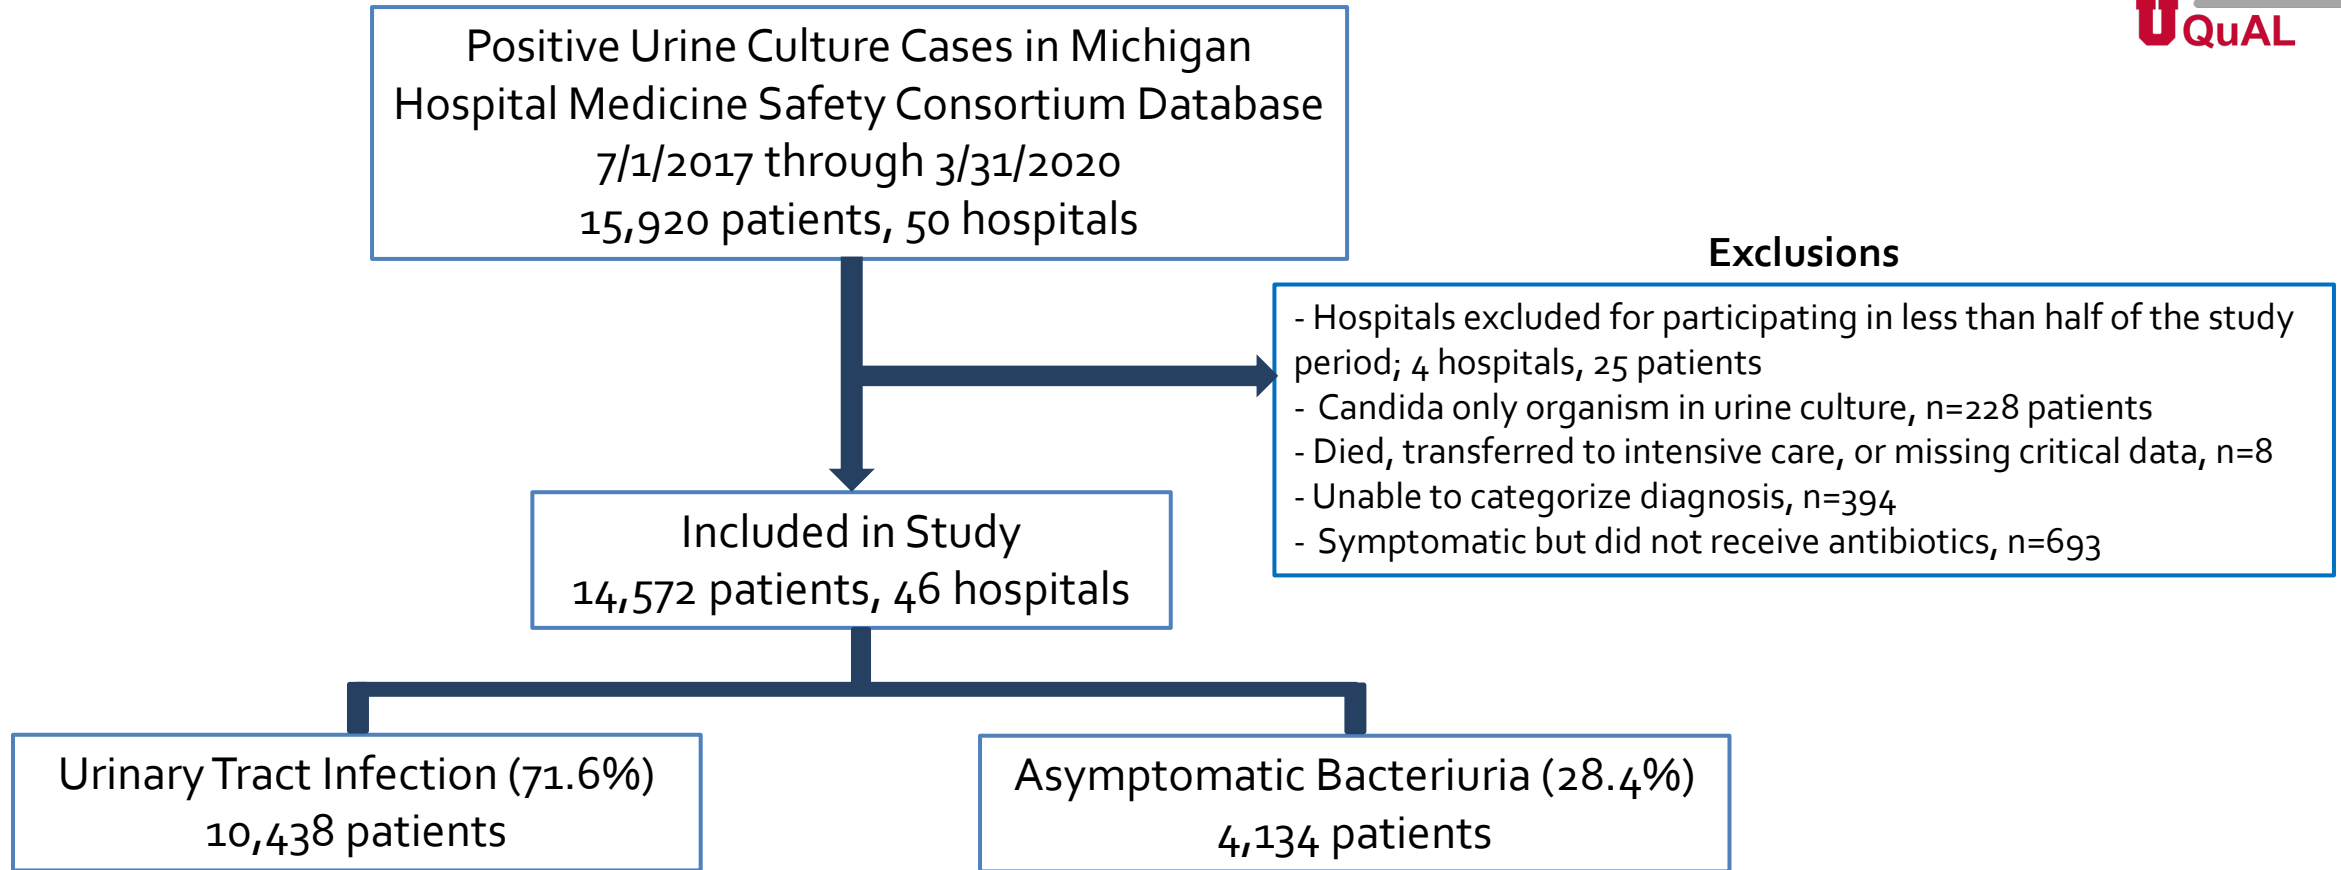 U QuAL
Positive Urine Culture Cases in Michigan
Hospital Medicine Safety Consortium Database
7/1/2017 through 3/31/2020
15,920 patients, 50 hospitals
Exclusions
- Hospitals excluded for participating in less than half of the study
period; 4 hospitals, 25 patients
- Candida only organism in urine culture, n=228 patients
- Died, transferred to intensive care, or missing critical data, n=8
- Unable to categorize diagnosis, n=394
- Symptomatic but did not receive antibiotics, n=693
Included in Study
14,572 patients, 46 hospitals
Urinary Tract Infection (71.6%)
10,438 patients
Asymptomatic Bacteriuria (28.4%)
4,134 patients